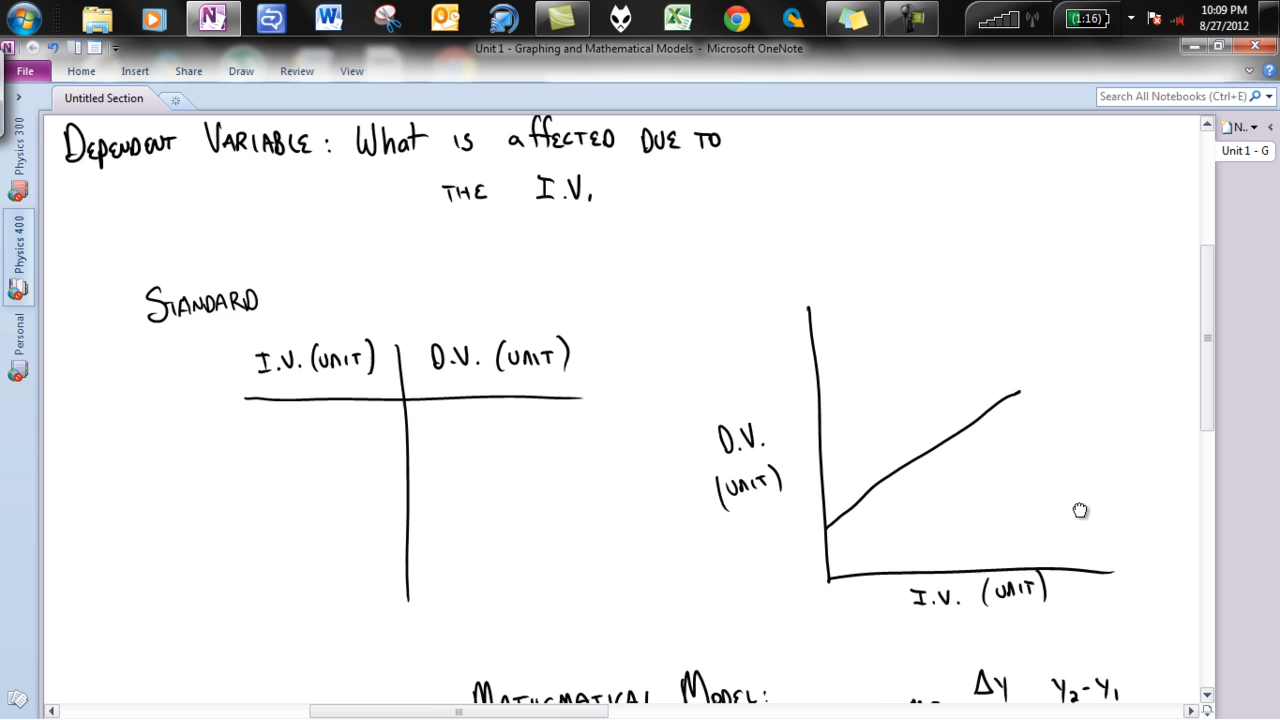 10:09 PM
(1:16)
8/27/2012
Unit 1 - Graphing and Mathematical Models - Microsoft OneNote
File Home Insert Share Draw Review View
Untitled Section
Search All Notebooks (Ctrl+E)
N..
Unit 1 - G
Physics 300
Physics 400
Personal
DEPENDENT VARIABLE: WHAT IS AFFECTED DUE TO
THE I.V.
STANDARD
I.V. (UNIT) D.V. (UNIT)
D.V.
(UNIT)
I.V. (UNIT)
MATHEMATICAL MODEL:
ΔY Y₂-Y₁